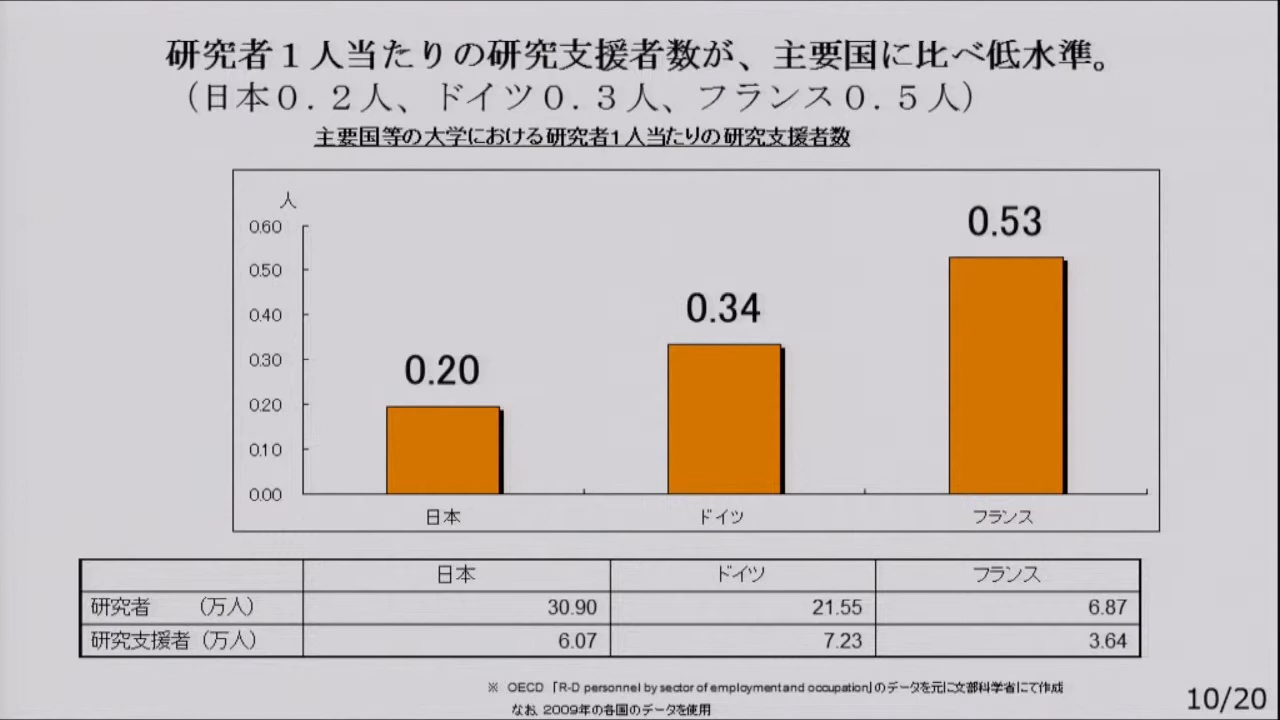 研究者１人当たりの研究支援者数が、主要国に比べ低水準。
（日本０.２人、ドイツ０.３人、フランス０.５人）
主要国等の大学における研究者1人当たりの研究支援者数
人
0.60
0.50
0.40
0.30
0.20
0.10
0.00
0.20
0.34
0.53
日本 ドイツ フランス
日本 ドイツ フランス
研究者 （万人） 30.90 21.55 6.87
研究支援者（万人） 6.07 7.23 3.64
※ OECD 「R-D personnel by sector of employment and occupation」のデータを元に文部科学省にて作成
なお、2009年の各国のデータを使用
10/20